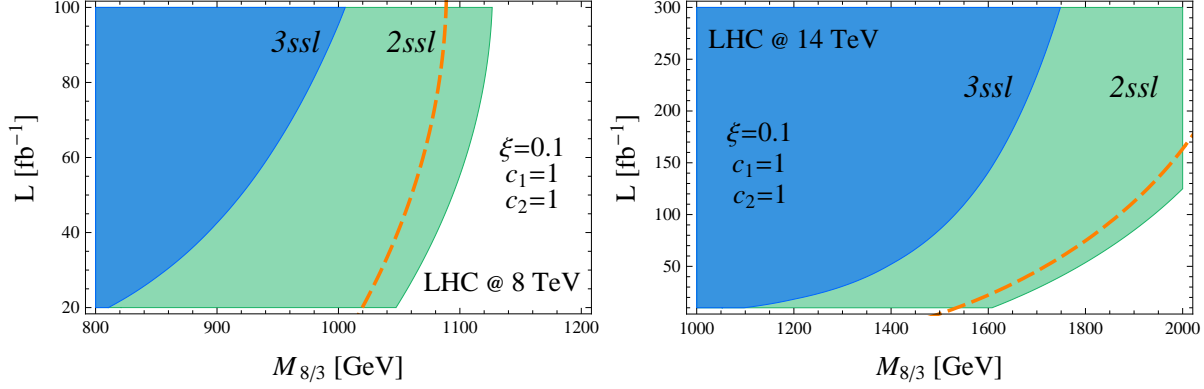 100
80
60
40
20
L [fb⁻¹]
3ssl
2ssl
ξ=0.1
c₁=1
c₂=1
LHC @ 8 TeV
800
900
1000
1100
1200
M₈/₃ [GeV]
300
250
200
150
100
50
L [fb⁻¹]
LHC @ 14 TeV
3ssl
2ssl
ξ=0.1
c₁=1
c₂=1
1000
1200
1400
1600
1800
2000
M₈/₃ [GeV]